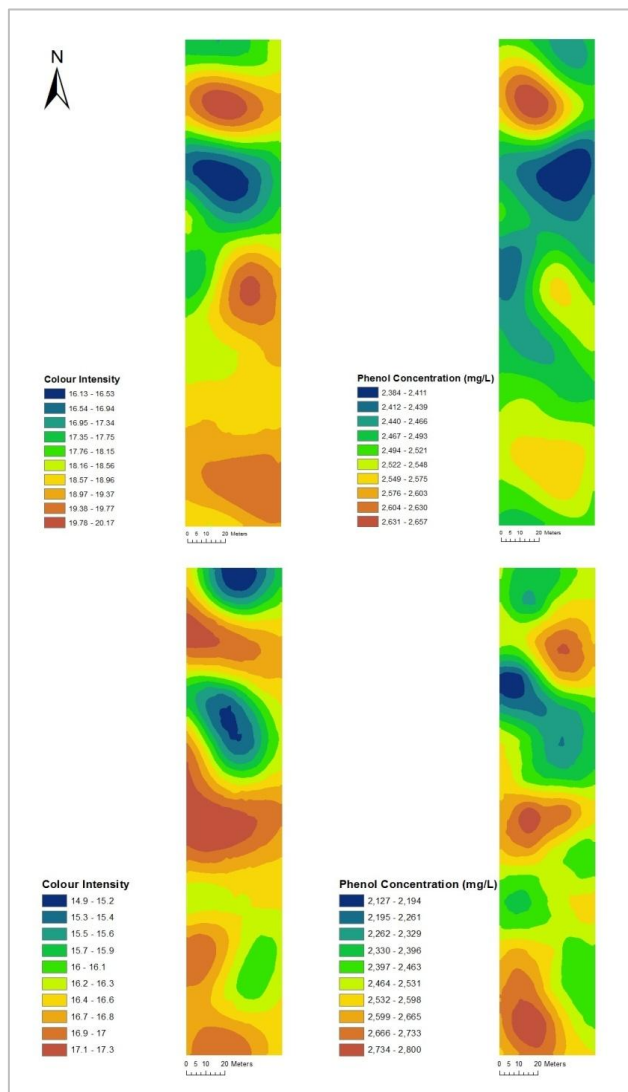 N
Colour Intensity
16.13 - 16.53
16.54 - 16.94
16.95 - 17.34
17.35 - 17.75
17.76 - 18.15
18.16 - 18.56
18.57 - 18.96
18.97 - 19.37
19.38 - 19.77
19.78 - 20.17
0 5 10 20 Meters
Phenol Concentration (mg/L)
2,384 - 2,411
2,412 - 2,439
2,440 - 2,466
2,467 - 2,493
2,494 - 2,521
2,522 - 2,548
2,549 - 2,575
2,576 - 2,603
2,604 - 2,630
2,631 - 2,657
0 5 10 20 Meters
Colour Intensity
14.9 - 15.2
15.3 - 15.4
15.5 - 15.6
15.7 - 15.9
16 - 16.1
16.2 - 16.3
16.4 - 16.6
16.7 - 16.8
16.9 - 17
17.1 - 17.3
0 5 10 20 Meters
Phenol Concentration (mg/L)
2,127 - 2,194
2,195 - 2,261
2,262 - 2,329
2,330 - 2,396
2,397 - 2,463
2,464 - 2,531
2,532 - 2,598
2,599 - 2,665
2,666 - 2,733
2,734 - 2,800
0 5 10 20 Meters